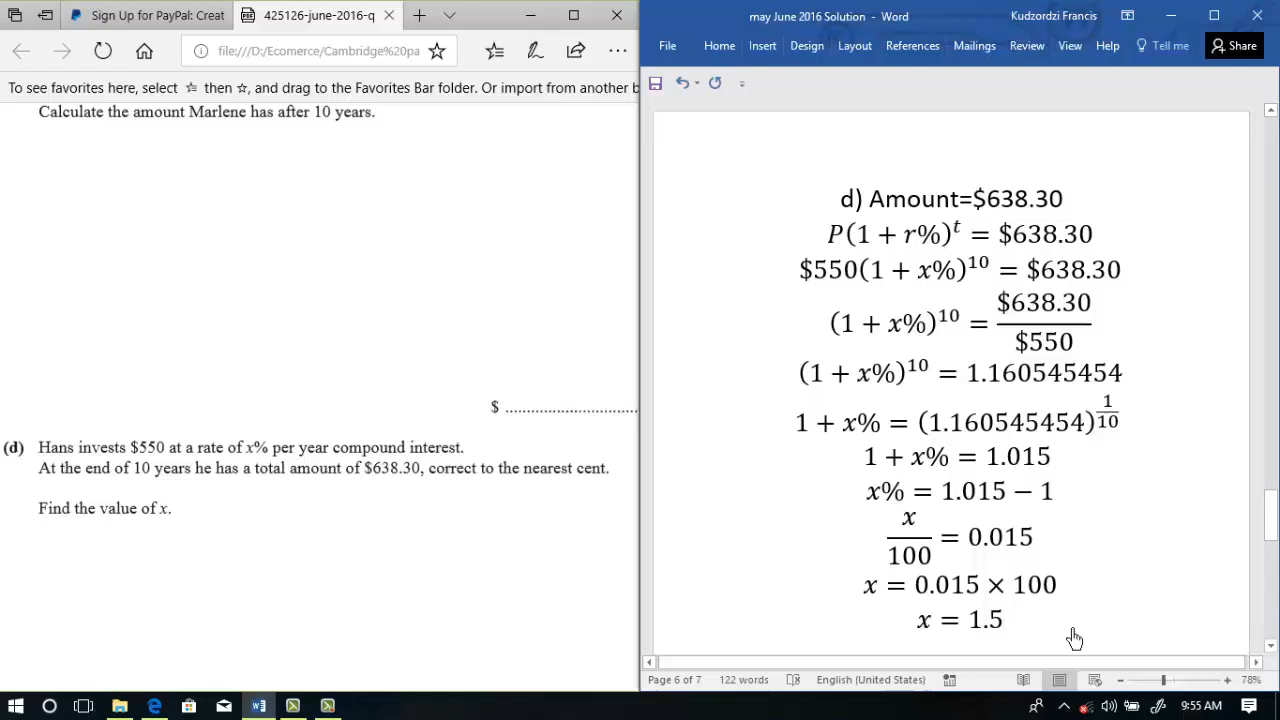 Sign up for PayPal: Creat
425126-june-2016-q
may June 2016 Solution - Word
Kudzordzi Francis
file:///D:/Ecomerce/Cambridge%20pa
File Home Insert Design Layout References Mailings Review View Help Tell me Share
To see favorites here, select ☆ then ☆, and drag to the Favorites Bar folder. Or import from another b
Calculate the amount Marlene has after 10 years.
$ ..............................
(d) Hans invests $550 at a rate of x% per year compound interest.
At the end of 10 years he has a total amount of $638.30, correct to the nearest cent.
Find the value of x.
d) Amount=$638.30
P(1 + r%)^t = $638.30
$550(1 + x%)^10 = $638.30
(1 + x%)^10 = $638.30/$550
(1 + x%)^10 = 1.160545454
1 + x% = (1.160545454)^(1/10)
1 + x% = 1.015
x% = 1.015 − 1
x/100 = 0.015
x = 0.015 × 100
x = 1.5
Page 6 of 7 122 words English (United States) 78%
9:55 AM